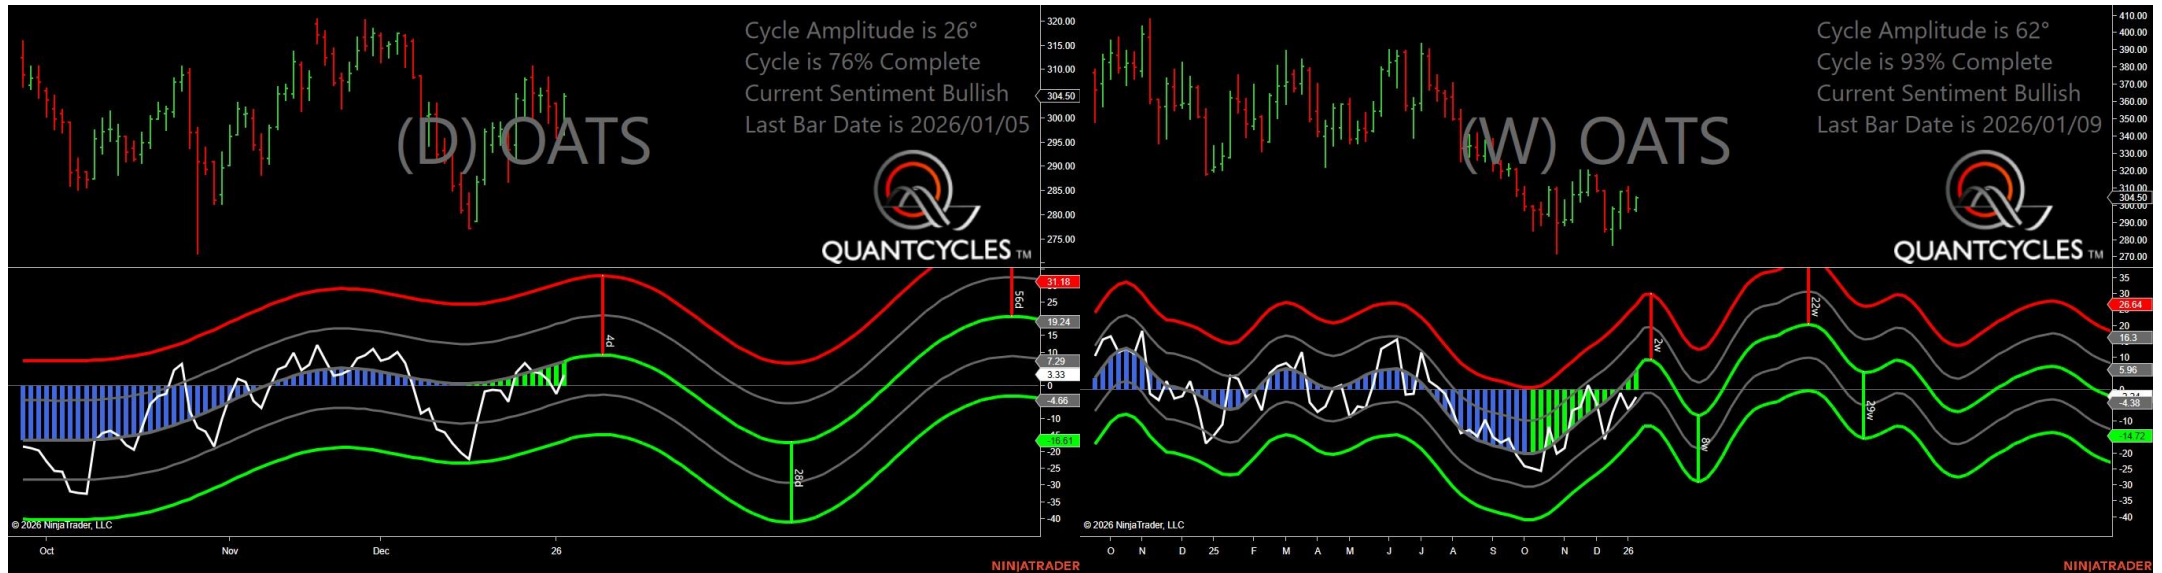 Cycle Amplitude is 26°
Cycle is 76% Complete
Current Sentiment Bullish
Last Bar Date is 2026/01/05
(D) OATS
QUANTCYCLES TM
320.00
315.00
310.00
304.50
300.00
295.00
290.00
285.00
280.00
275.00
31.18
25
19.24
15
10
7.29
3.33
0
-4.66
-10
-16.61
-20
-25
-30
-35
-40
4d
28d
56d
© 2026 NinjaTrader, LLC
Oct Nov Dec 26
NINJATRADER
Cycle Amplitude is 62°
Cycle is 93% Complete
Current Sentiment Bullish
Last Bar Date is 2026/01/09
(W) OATS
QUANTCYCLES TM
410.00
400.00
390.00
380.00
370.00
360.00
350.00
340.00
330.00
320.00
310.00
304.50
300.00
290.00
280.00
270.00
35
30
26.64
20
16.3
10
5.96
0
-4.38
-10
-14.72
-20
-25
-30
-35
-40
2w
8w
22w
29w
© 2026 NinjaTrader, LLC
O N D 25 F M A M J J A S O N D 26
NINJATRADER